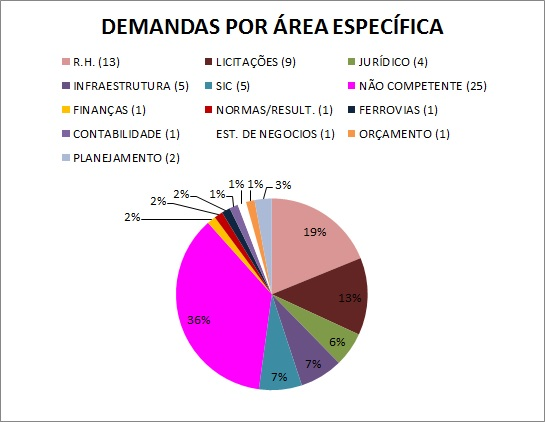 DEMANDAS POR ÁREA ESPECÍFICA
R.H. (13) LICITAÇÕES (9) JURÍDICO (4)
INFRAESTRUTURA (5) SIC (5) NÃO COMPETENTE (25)
FINANÇAS (1) NORMAS/RESULT. (1) FERROVIAS (1)
CONTABILIDADE (1) EST. DE NEGOCIOS (1) ORÇAMENTO (1)
PLANEJAMENTO (2)
1% 1% 3%
2%
1%
2%
2%
19%
13%
36%
6%
7%
7%